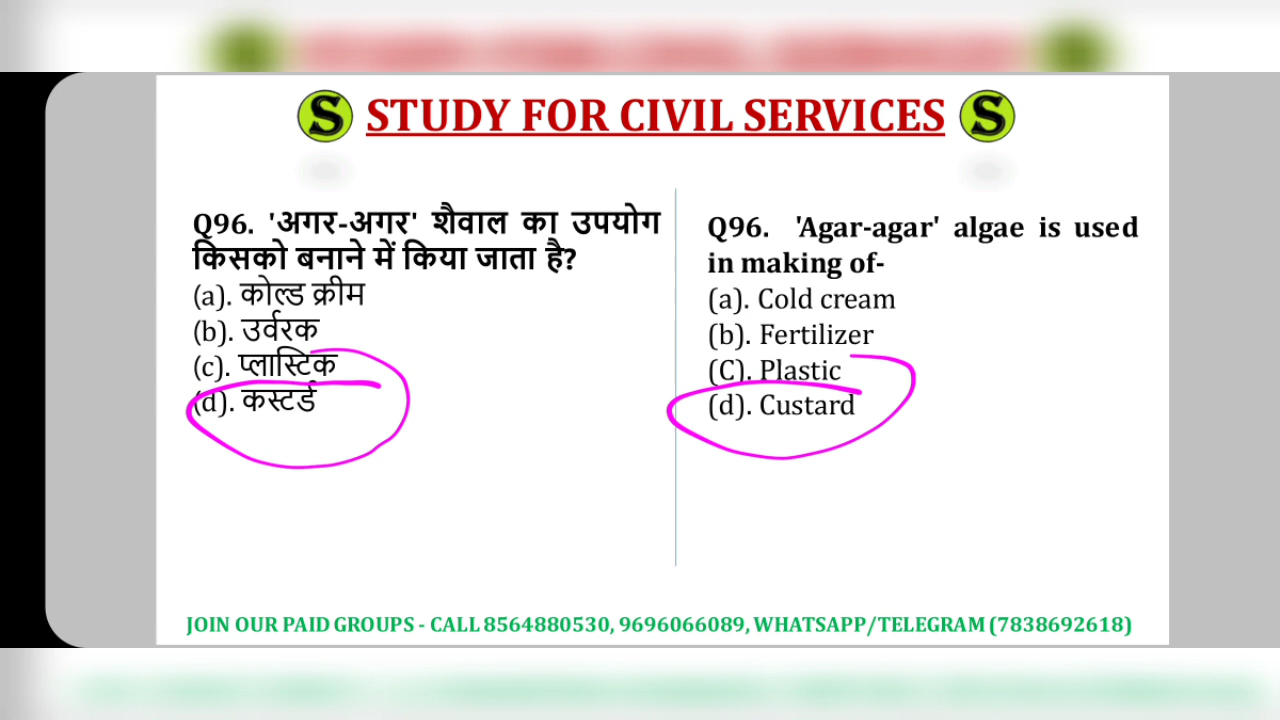 S STUDY FOR CIVIL SERVICES S
Q96. 'अगर-अगर' शैवाल का उपयोग
किसको बनाने में किया जाता है?
(a). कोल्ड क्रीम
(b). उर्वरक
(c). प्लास्टिक
(d). कस्टर्ड
Q96. 'Agar-agar' algae is used
in making of-
(a). Cold cream
(b). Fertilizer
(C). Plastic
(d). Custard
JOIN OUR PAID GROUPS - CALL 8564880530, 9696066089, WHATSAPP/TELEGRAM (7838692618)